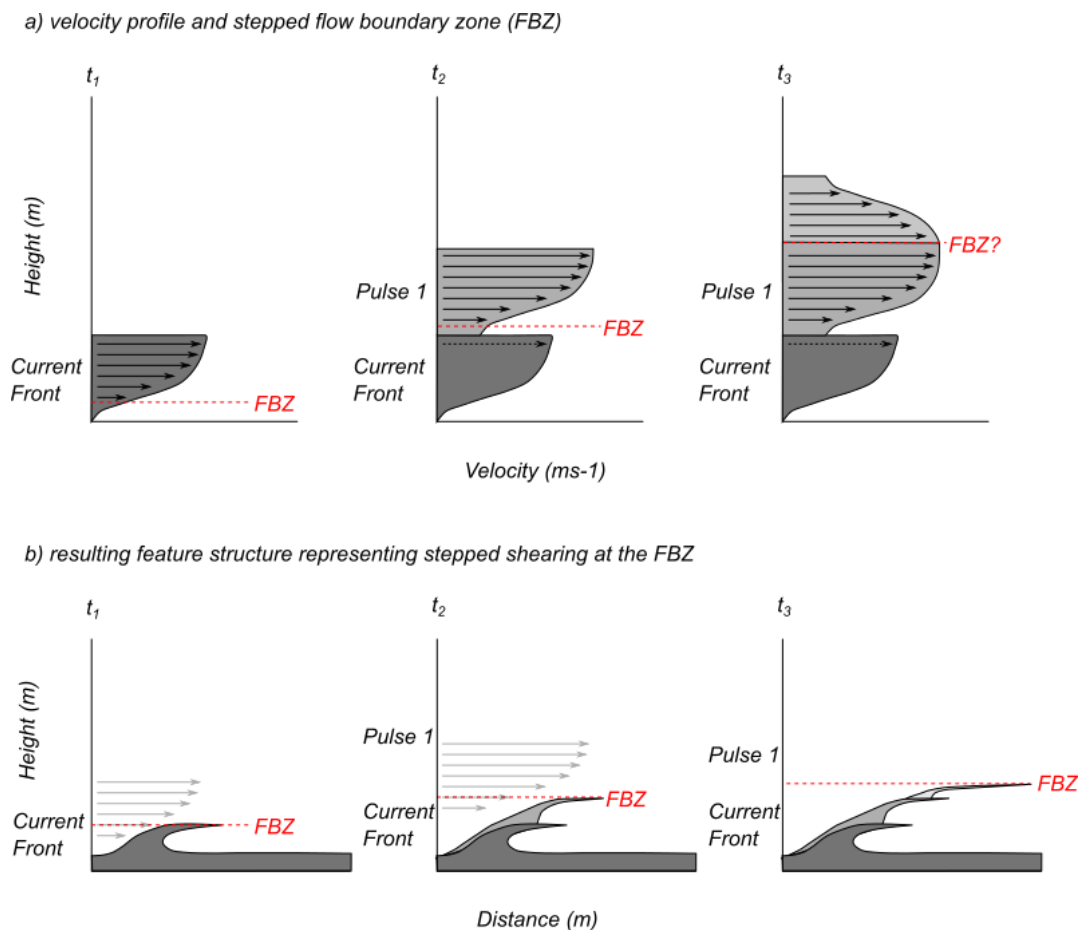 a) velocity profile and stepped flow boundary zone (FBZ)
t1
t2
t3
Height (m)
Current
Front
FBZ
Pulse 1
FBZ
Current
Front
FBZ?
Pulse 1
Current
Front
Velocity (ms-1)
b) resulting feature structure representing stepped shearing at the FBZ
t1
t2
t3
Height (m)
Current
Front
FBZ
Pulse 1
FBZ
Current
Front
Pulse 1
FBZ
Current
Front
Distance (m)